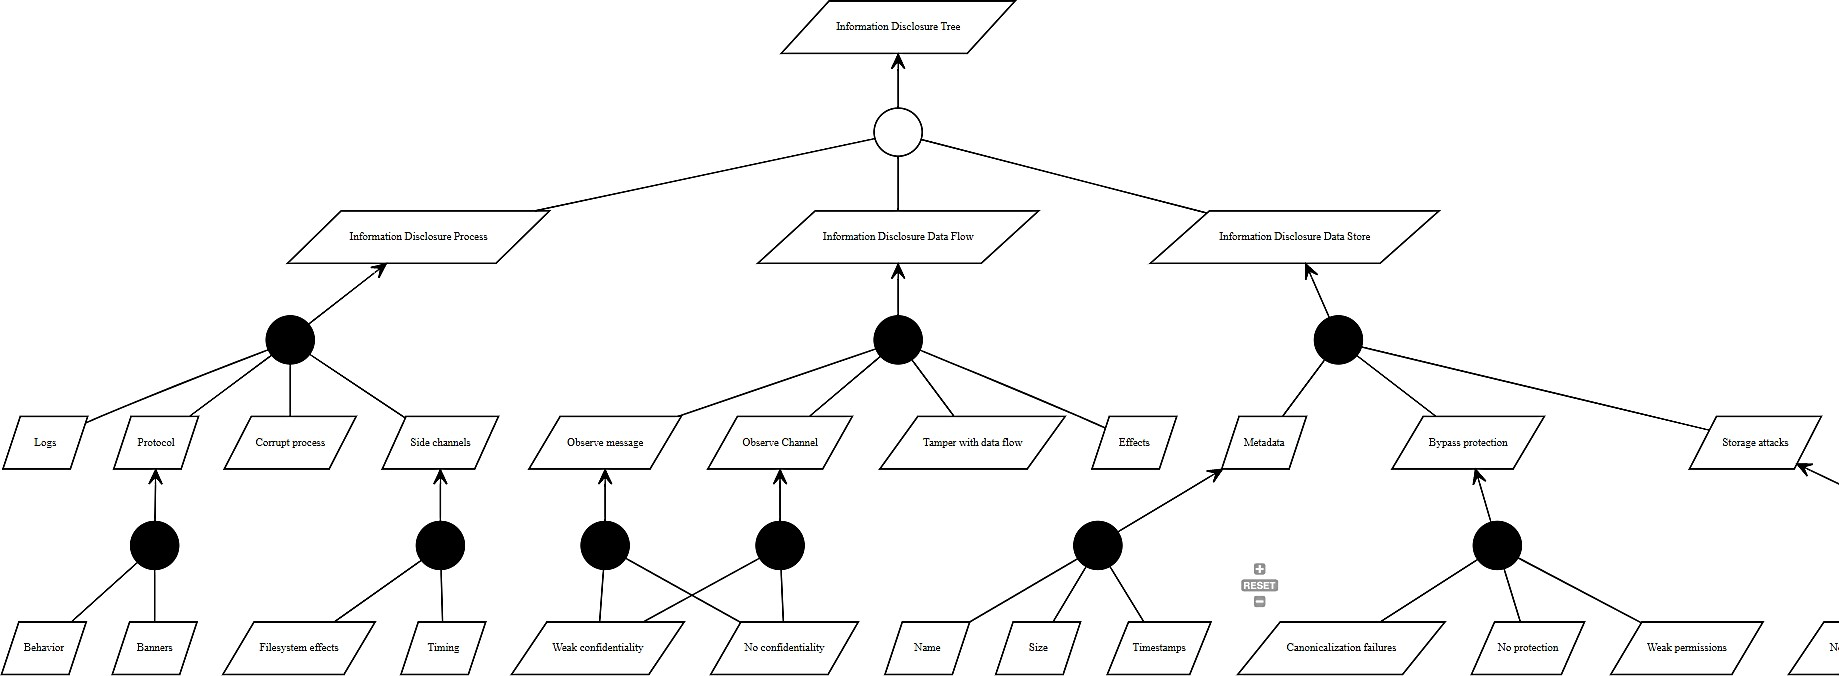 Information Disclosure Tree
Information Disclosure Process
Information Disclosure Data Flow
Information Disclosure Data Store
Logs
Protocol
Corrupt process
Side channels
Observe message
Observe Channel
Tamper with data flow
Effects
Metadata
Bypass protection
Storage attacks
RESET
Behavior
Banners
Filesystem effects
Timing
Weak confidentiality
No confidentiality
Name
Size
Timestamps
Canonicalization failures
No protection
Weak permissions